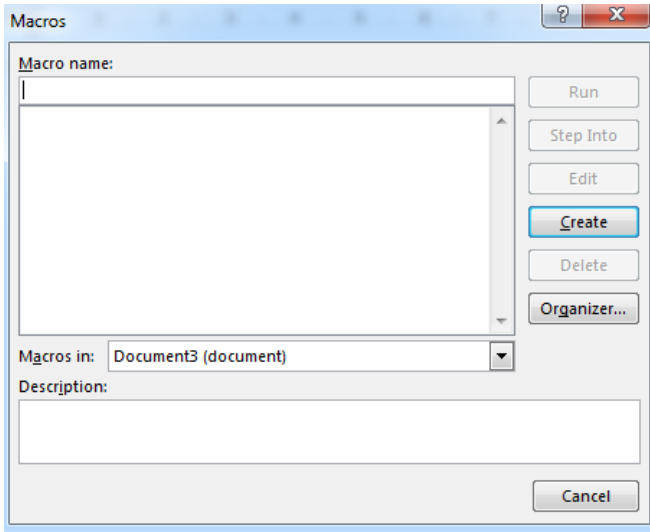 Macros
Macro name:
Run
Step Into
Edit
Create
Delete
Organizer...
Macros in: Document3 (document)
Description:
Cancel